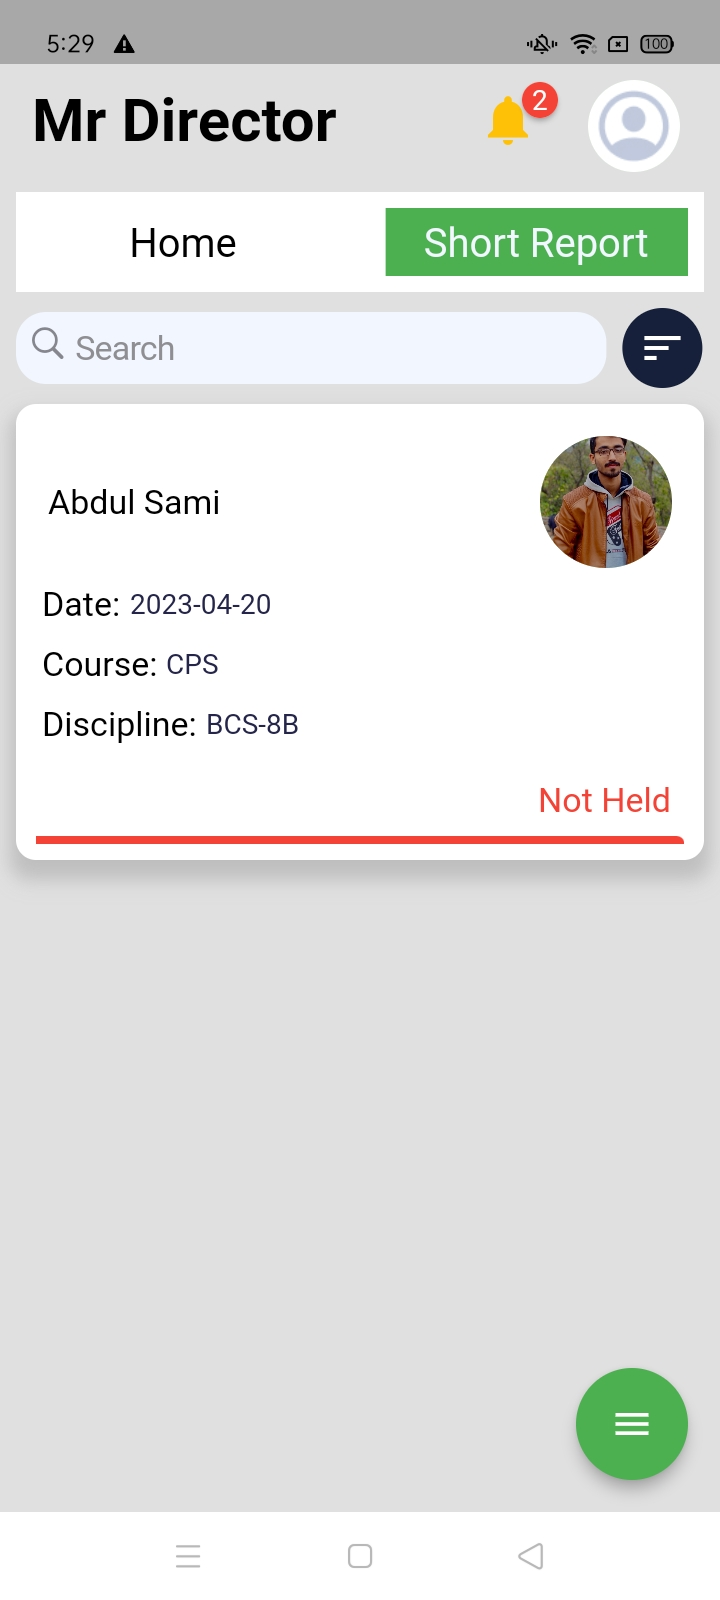 5:29
100
Mr Director
2
Home
Short Report
Search
Abdul Sami
Date: 2023-04-20
Course: CPS
Discipline: BCS-8B
Not Held